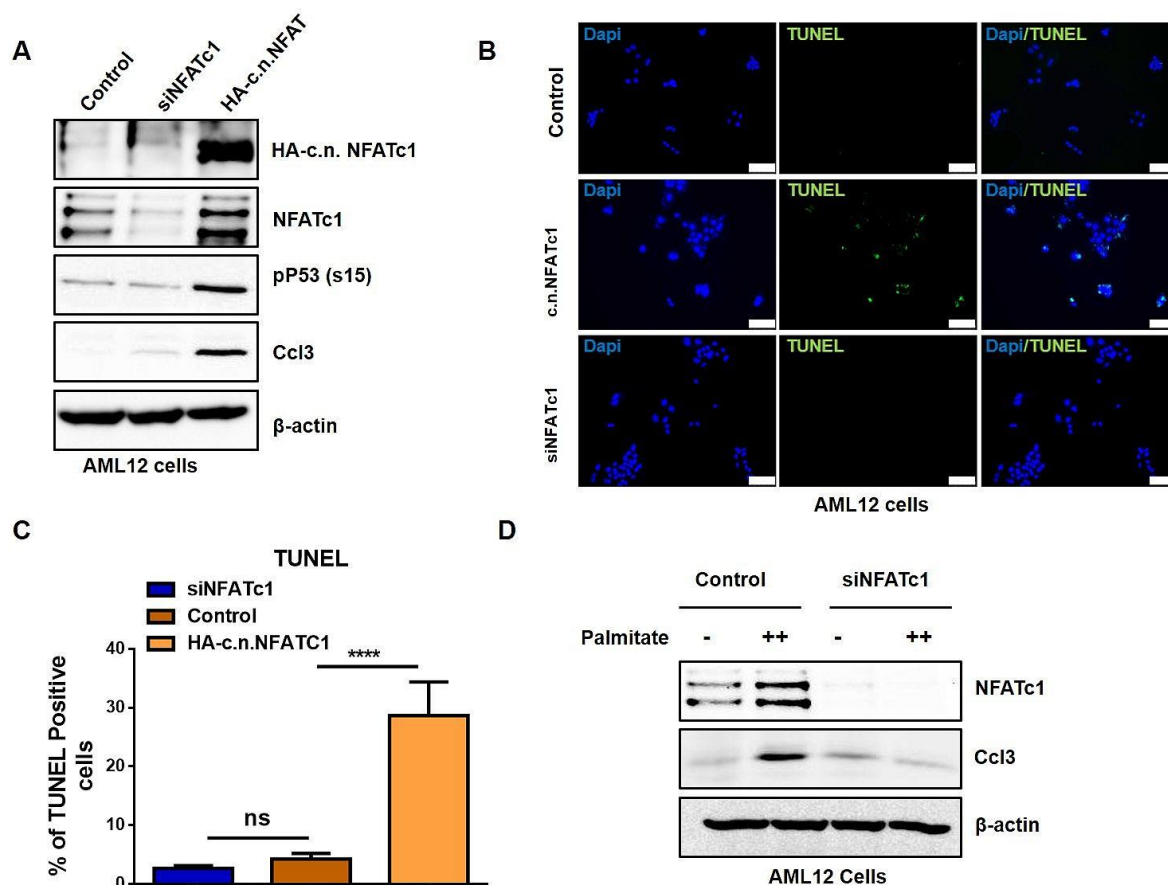 A
Control
siNFATc1
HA-c.n.NFAT
HA-c.n. NFATc1
NFATc1
pP53 (s15)
Ccl3
β-actin
AML12 cells
B
Dapi
TUNEL
Dapi/TUNEL
Control
Dapi
TUNEL
Dapi/TUNEL
c.n.NFATc1
Dapi
TUNEL
Dapi/TUNEL
siNFATc1
AML12 cells
C
TUNEL
siNFATc1
Control
HA-c.n.NFATC1
% of TUNEL Positive
cells
40
30
20
10
0
ns
****
D
Control siNFATc1
Palmitate - ++ - ++
NFATc1
Ccl3
β-actin
AML12 Cells